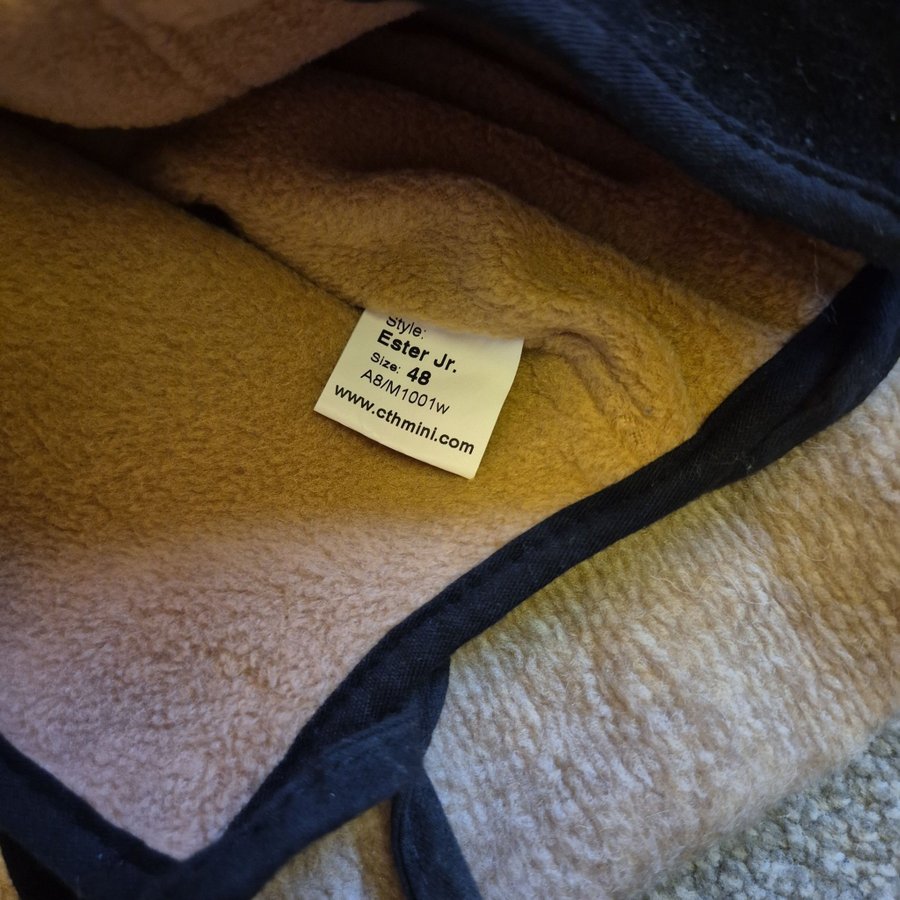 Style:
Ester Jr.
Size: 48
A8/M1001w
www.cthmini.com